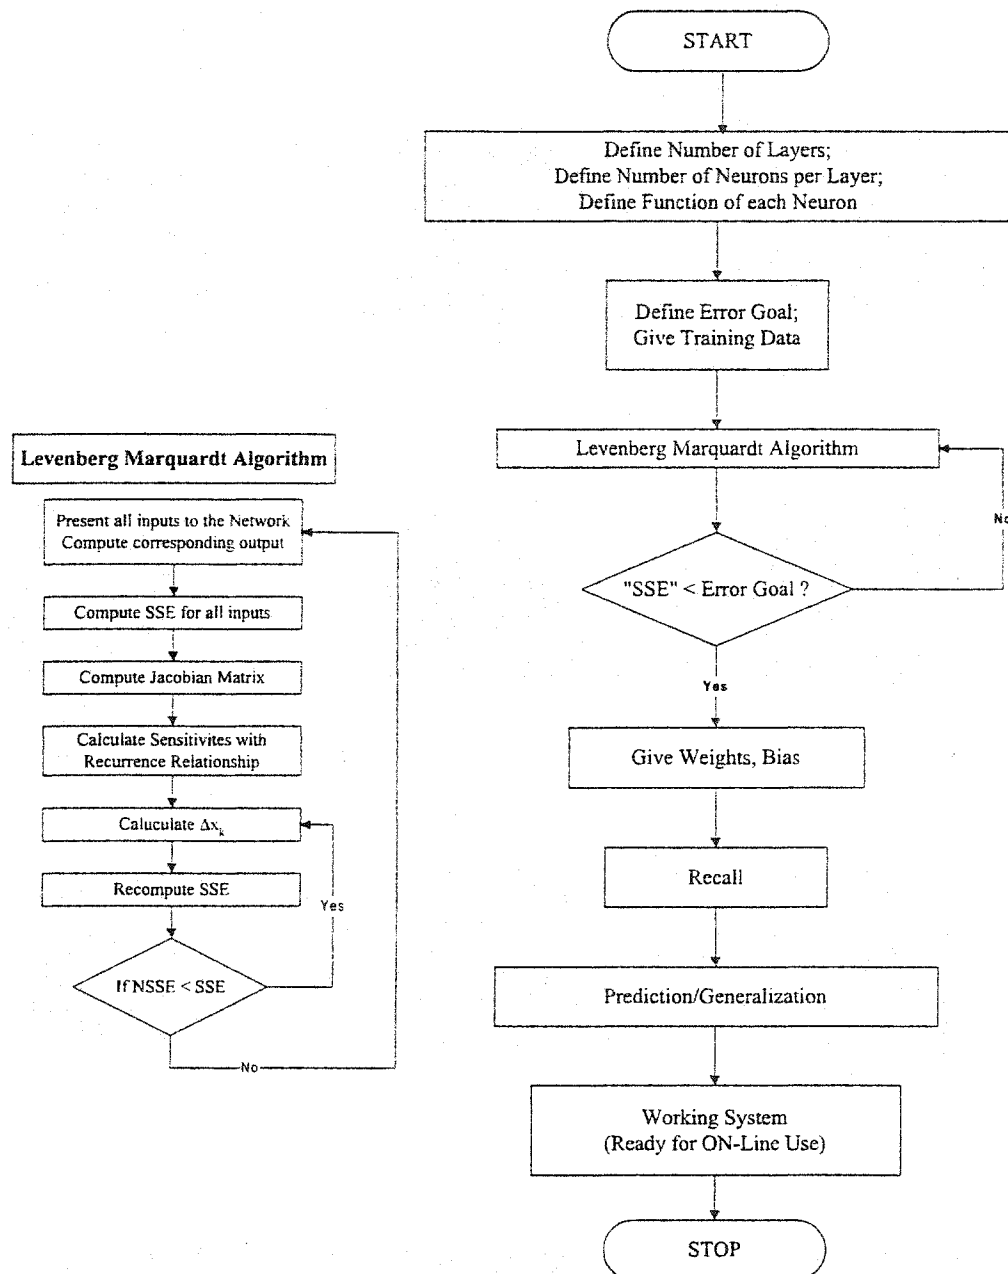 START
Define Number of Layers;
Define Number of Neurons per Layer;
Define Function of each Neuron
Define Error Goal;
Give Training Data
Levenberg Marquardt Algorithm
No
"SSE" < Error Goal ?
Yes
Give Weights, Bias
Recall
Prediction/Generalization
Working System
(Ready for ON-Line Use)
STOP
Levenberg Marquardt Algorithm
Present all inputs to the Network
Compute corresponding output
Compute SSE for all inputs
Compute Jacobian Matrix
Calculate Sensitivites with
Recurrence Relationship
Caluculate Δxₖ
Recompute SSE
Yes
If NSSE < SSE
No